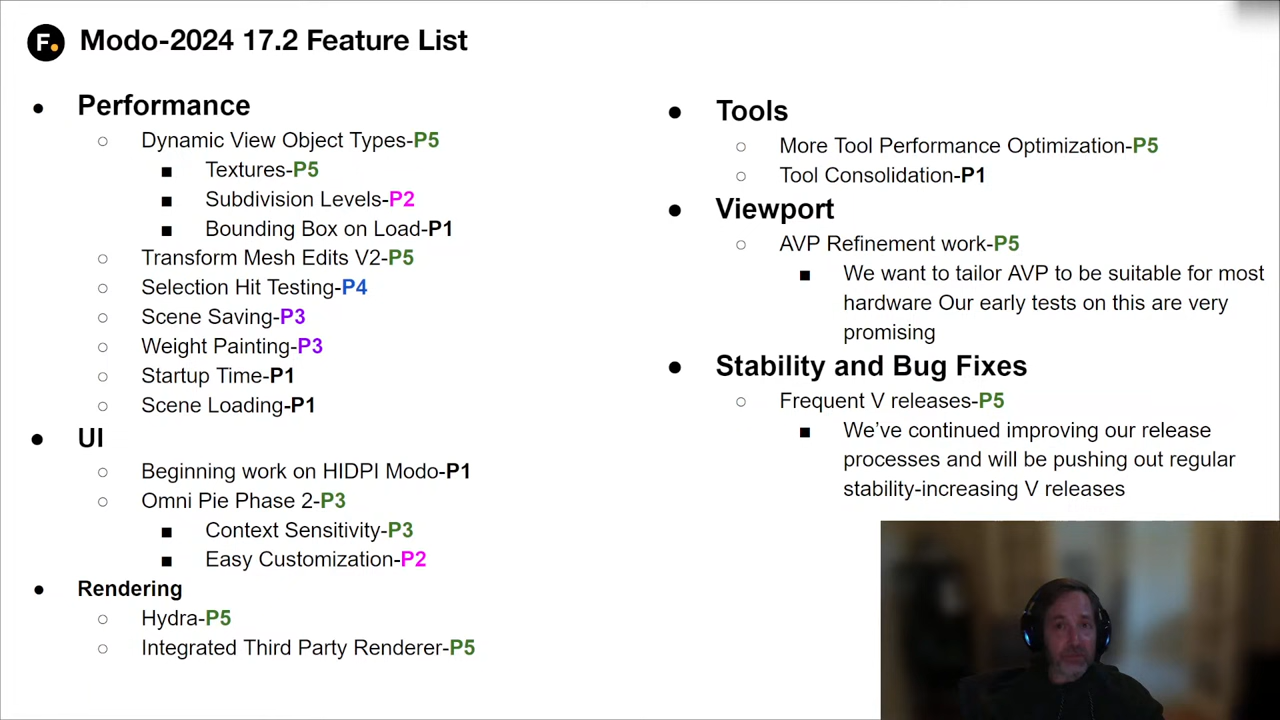 F.
Modo-2024 17.2 Feature List
● Performance
○ Dynamic View Object Types-P5
■ Textures-P5
■ Subdivision Levels-P2
■ Bounding Box on Load-P1
○ Transform Mesh Edits V2-P5
○ Selection Hit Testing-P4
○ Scene Saving-P3
○ Weight Painting-P3
○ Startup Time-P1
○ Scene Loading-P1
● UI
○ Beginning work on HIDPI Modo-P1
○ Omni Pie Phase 2-P3
■ Context Sensitivity-P3
■ Easy Customization-P2
● Rendering
○ Hydra-P5
○ Integrated Third Party Renderer-P5
● Tools
○ More Tool Performance Optimization-P5
○ Tool Consolidation-P1
● Viewport
○ AVP Refinement work-P5
■ We want to tailor AVP to be suitable for most
hardware Our early tests on this are very
promising
● Stability and Bug Fixes
○ Frequent V releases-P5
■ We’ve continued improving our release
processes and will be pushing out regular
stability-increasing V releases